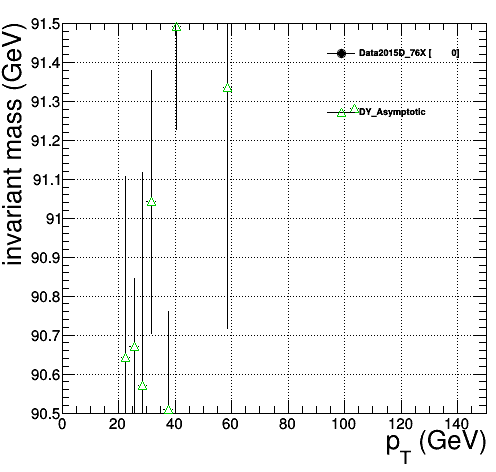 invariant mass (GeV)
91.5
91.4
91.3
91.2
91.1
91
90.9
90.8
90.7
90.6
90.5
Data2015D_76X [ 0]
DY_Asymptotic
0 20 40 60 80 100 120 140
pT (GeV)